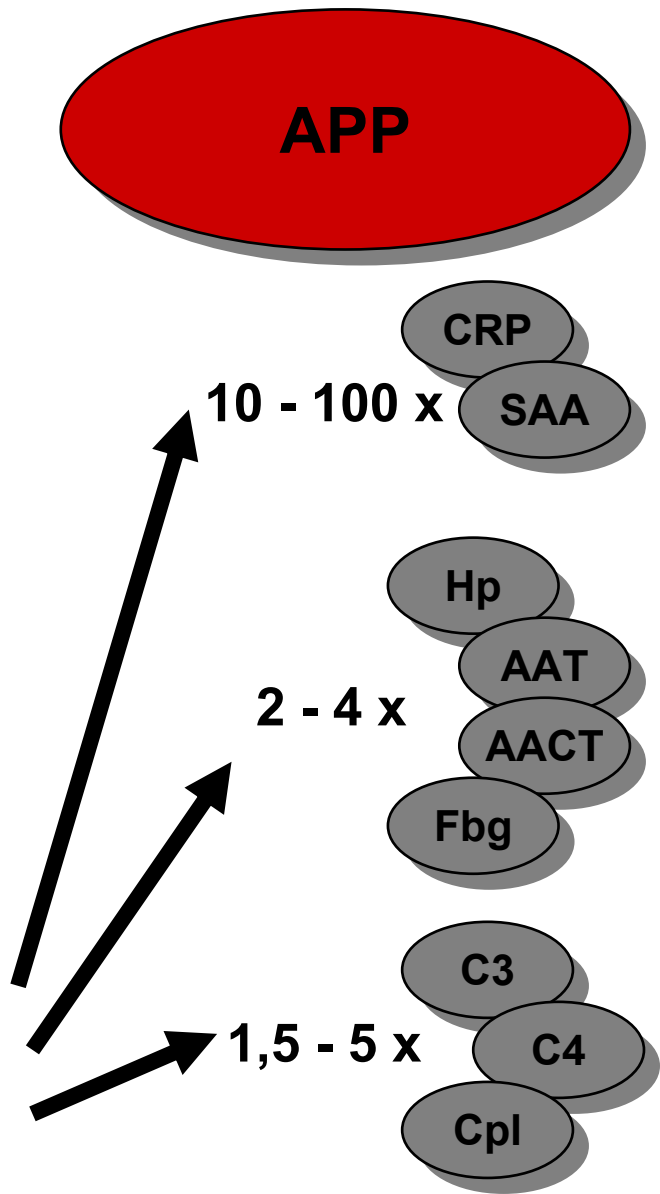 APP
CRP
10 - 100 x
SAA
Hp
AAT
2 - 4 x
AACT
Fbg
C3
1,5 - 5 x
C4
Cpl